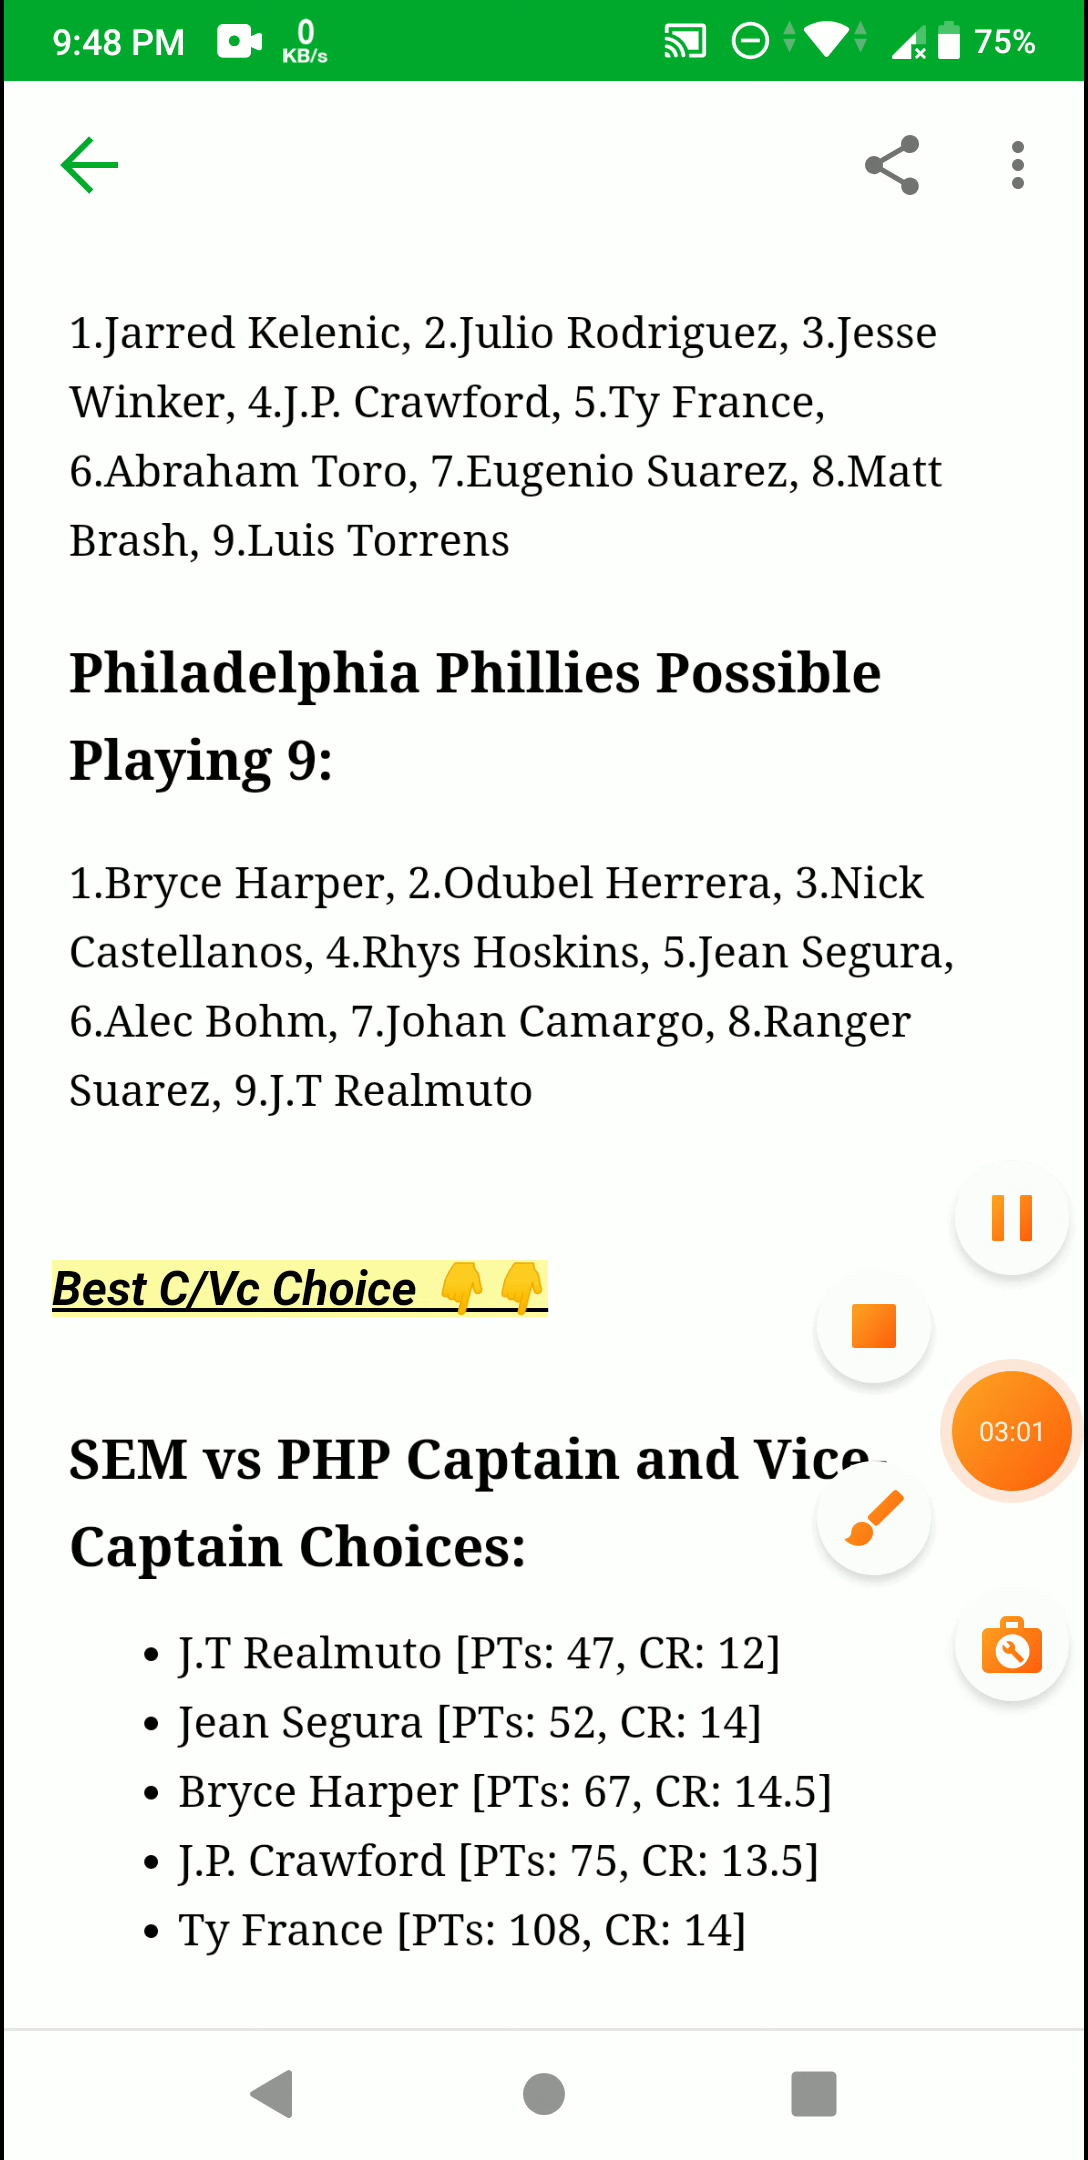 9:48 PM 0 KB/s 75%
1.Jarred Kelenic, 2.Julio Rodriguez, 3.Jesse
Winker, 4.J.P. Crawford, 5.Ty France,
6.Abraham Toro, 7.Eugenio Suarez, 8.Matt
Brash, 9.Luis Torrens
Philadelphia Phillies Possible
Playing 9:
1.Bryce Harper, 2.Odubel Herrera, 3.Nick
Castellanos, 4.Rhys Hoskins, 5.Jean Segura,
6.Alec Bohm, 7.Johan Camargo, 8.Ranger
Suarez, 9.J.T Realmuto
Best C/Vc Choice 👇👇
SEM vs PHP Captain and Vice-
03:01
Captain Choices:
• J.T Realmuto [PTs: 47, CR: 12]
• Jean Segura [PTs: 52, CR: 14]
• Bryce Harper [PTs: 67, CR: 14.5]
• J.P. Crawford [PTs: 75, CR: 13.5]
• Ty France [PTs: 108, CR: 14]